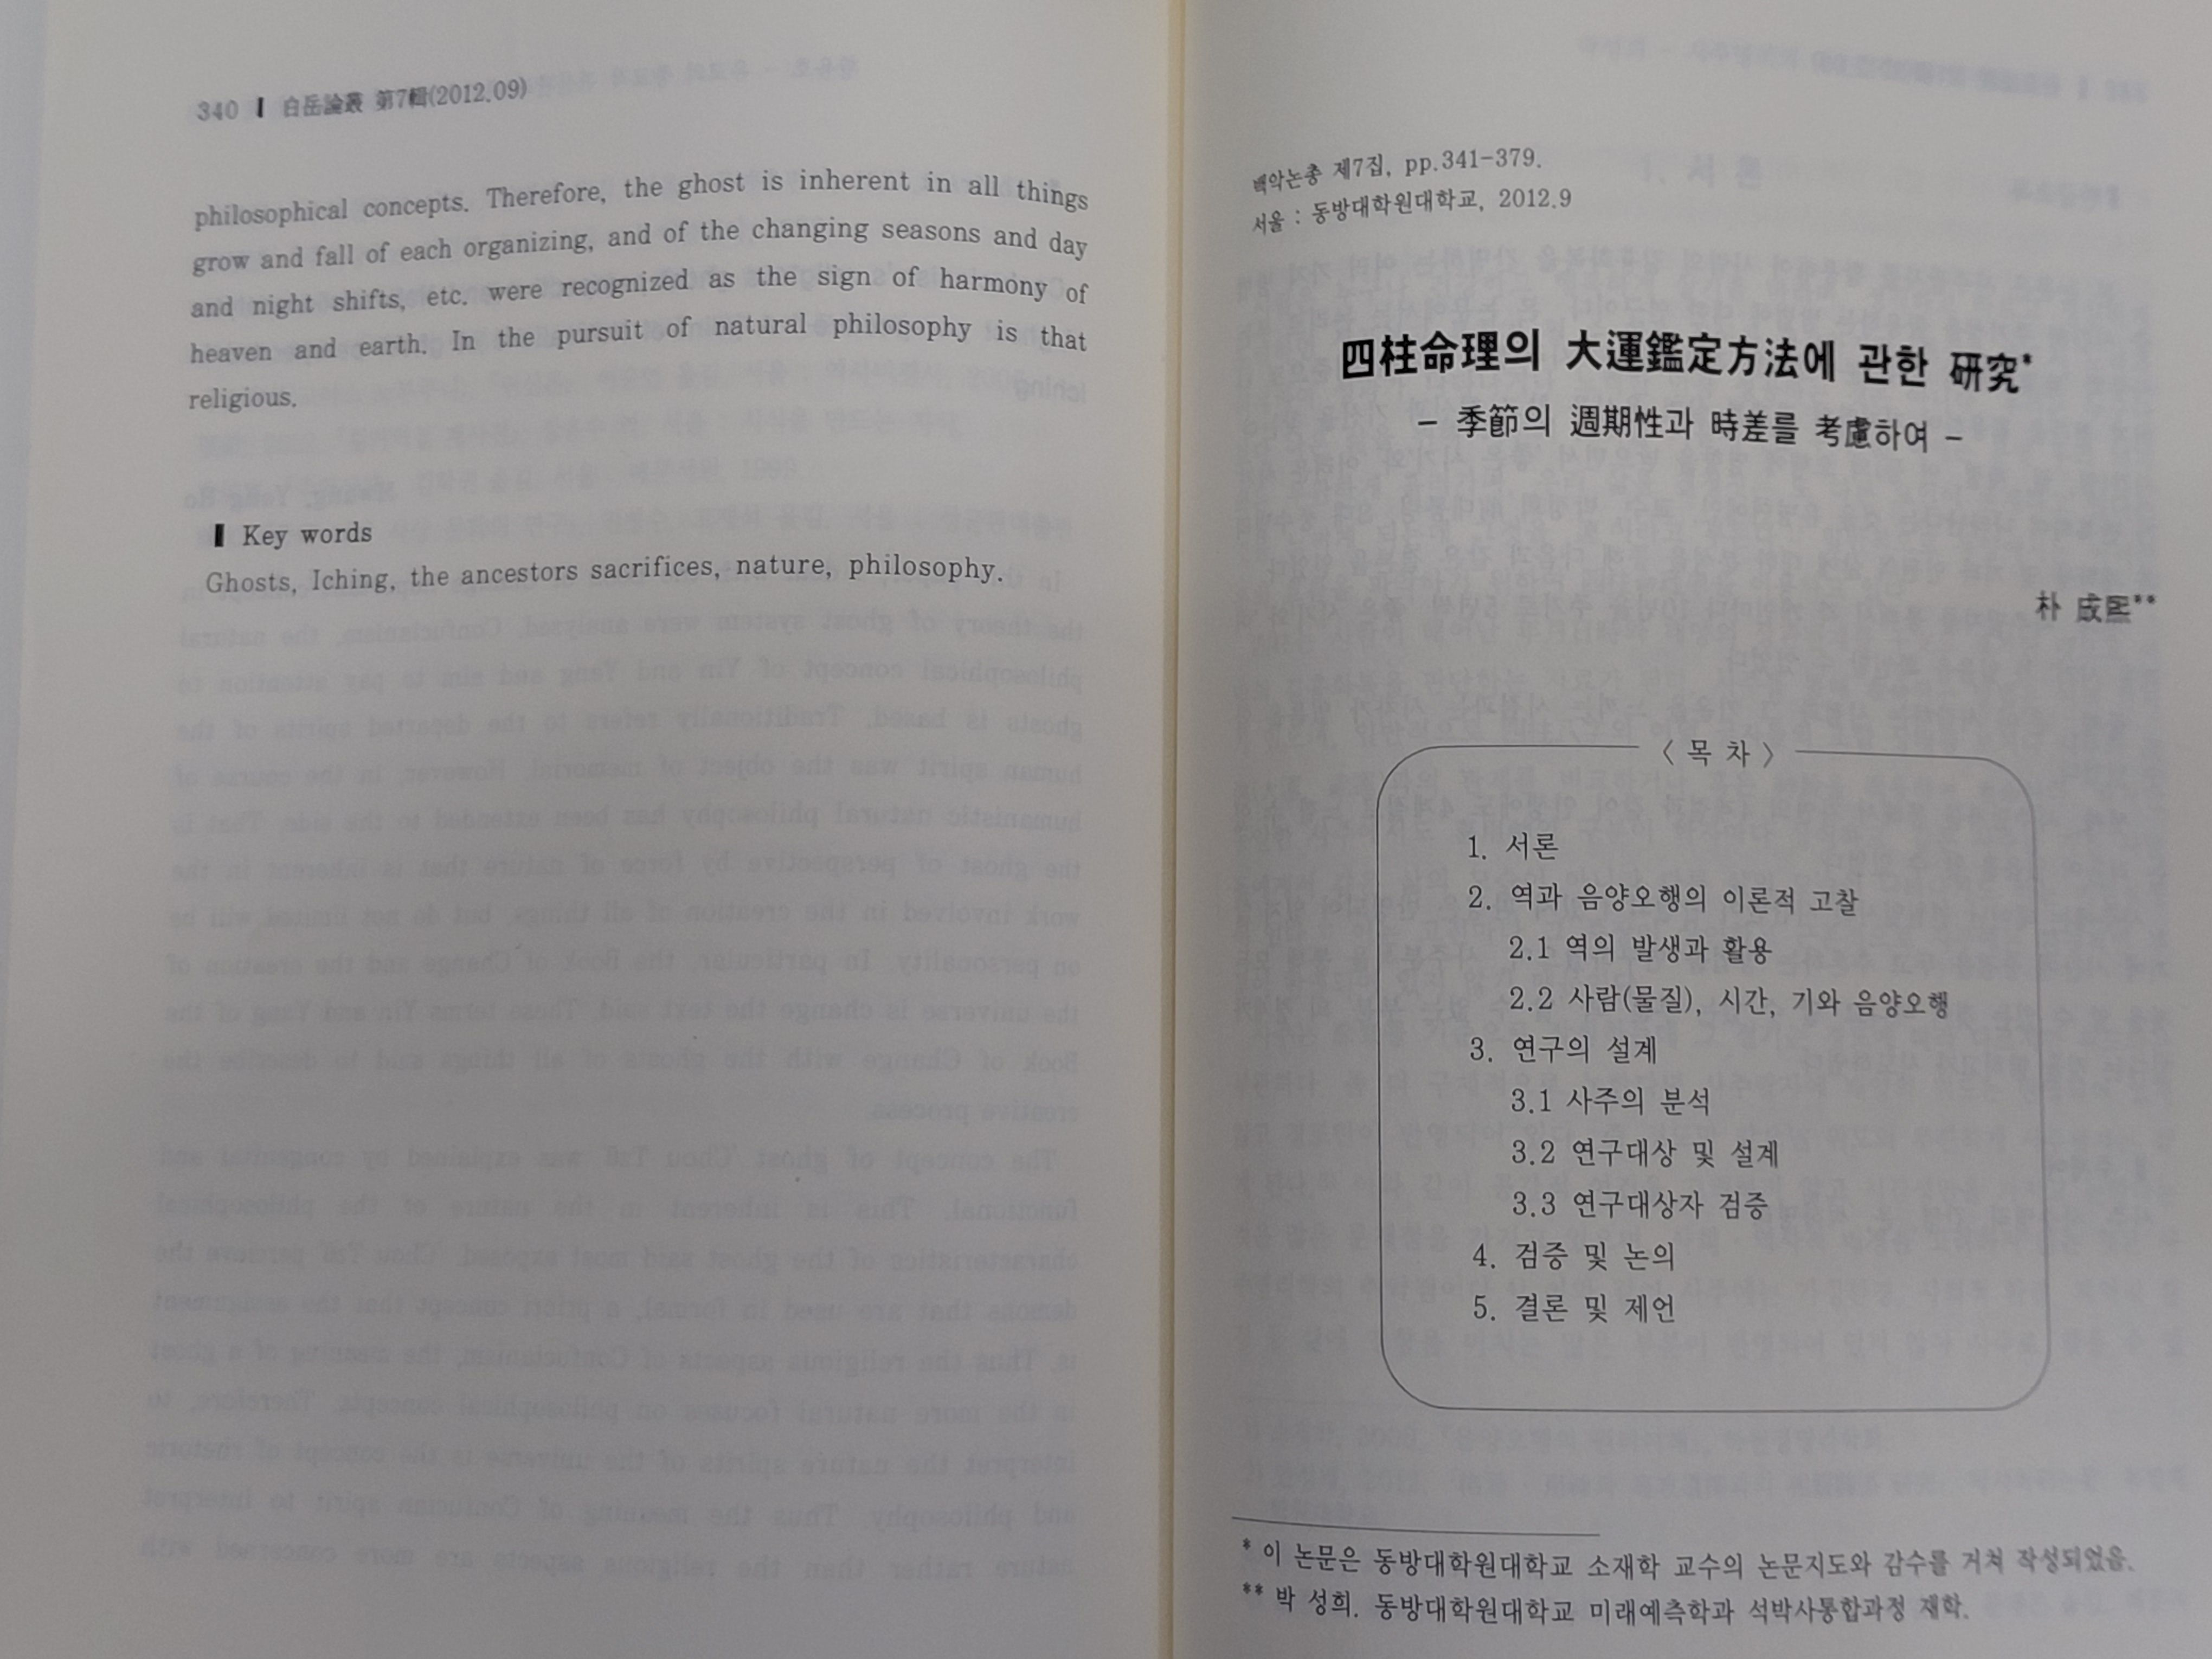 340 ▌ 白岳論叢 第7輯(2012.09)
philosophical concepts. Therefore, the ghost is inherent in all things
grow and fall of each organizing, and of the changing seasons and day
and night shifts, etc. were recognized as the sign of harmony of
heaven and earth. In the pursuit of natural philosophy is that
religious.
▌ Key words
Ghosts, Iching, the ancestors sacrifices, nature, philosophy.
백악논총 제7집, pp.341-379.
서울 : 동방대학원대학교, 2012.9
四柱命理의 大運鑑定方法에 관한 研究*
- 季節의 週期性과 時差를 考慮하여 -
朴 成熙**
< 목 차 >
1. 서론
2. 역과 음양오행의 이론적 고찰
2.1 역의 발생과 활용
2.2 사람(물질), 시간, 기와 음양오행
3. 연구의 설계
3.1 사주의 분석
3.2 연구대상 및 설계
3.3 연구대상자 검증
4. 검증 및 논의
5. 결론 및 제언
* 이 논문은 동방대학원대학교 소재학 교수의 논문지도와 감수를 거쳐 작성되었음.
** 박 성희. 동방대학원대학교 미래예측학과 석박사통합과정 재학.